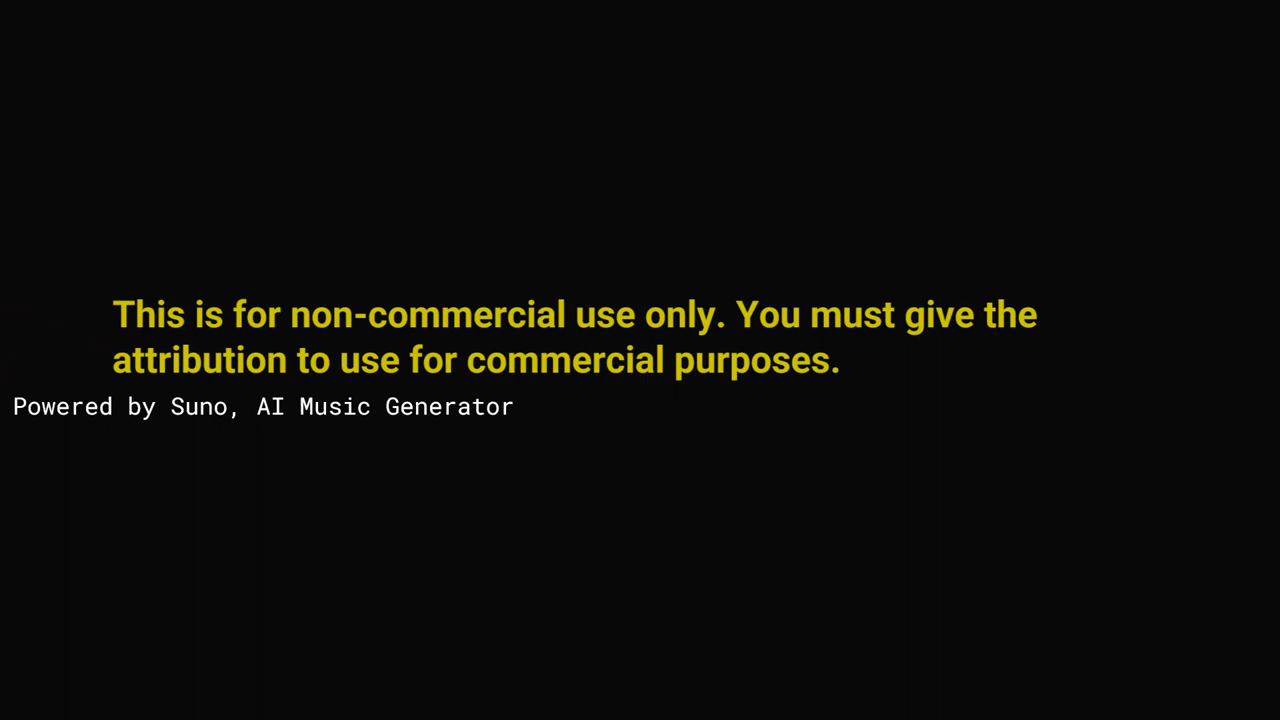 This is for non-commercial use only. You must give the
attribution to use for commercial purposes.
Powered by Suno, AI Music Generator